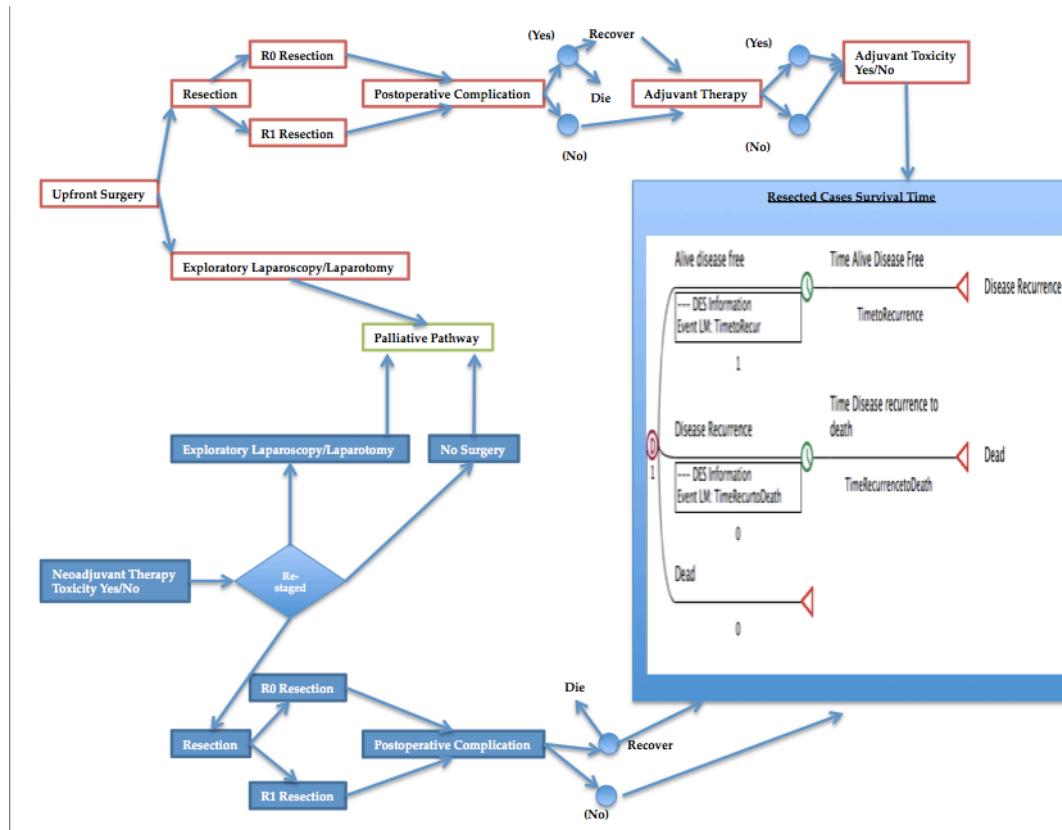 (Yes)
Recover
(Yes)
R0 Resection
Adjuvant Toxicity
Yes/No
Resection
Postoperative Complication
Die
Adjuvant Therapy
R1 Resection
(No)
(No)
Upfront Surgery
Resected Cases Survival Time
Exploratory Laparoscopy/Laparotomy
Alive disease free
Time Alive Disease Free
Disease Recurrence
---- DES Information
Event LM: TimetoRecur
TimetoRecurrence
1
Palliative Pathway
Disease Recurrence
Time Disease recurrence to
death
Dead
D
1
---- DES Information
Event LM: TimeRecurtoDeath
TimeRecurrencetoDeath
0
Exploratory Laparoscopy/Laparotomy
No Surgery
Dead
0
Neoadjuvant Therapy
Toxicity Yes/No
Re-
staged
R0 Resection
Die
Resection
Postoperative Complication
Recover
R1 Resection
(No)